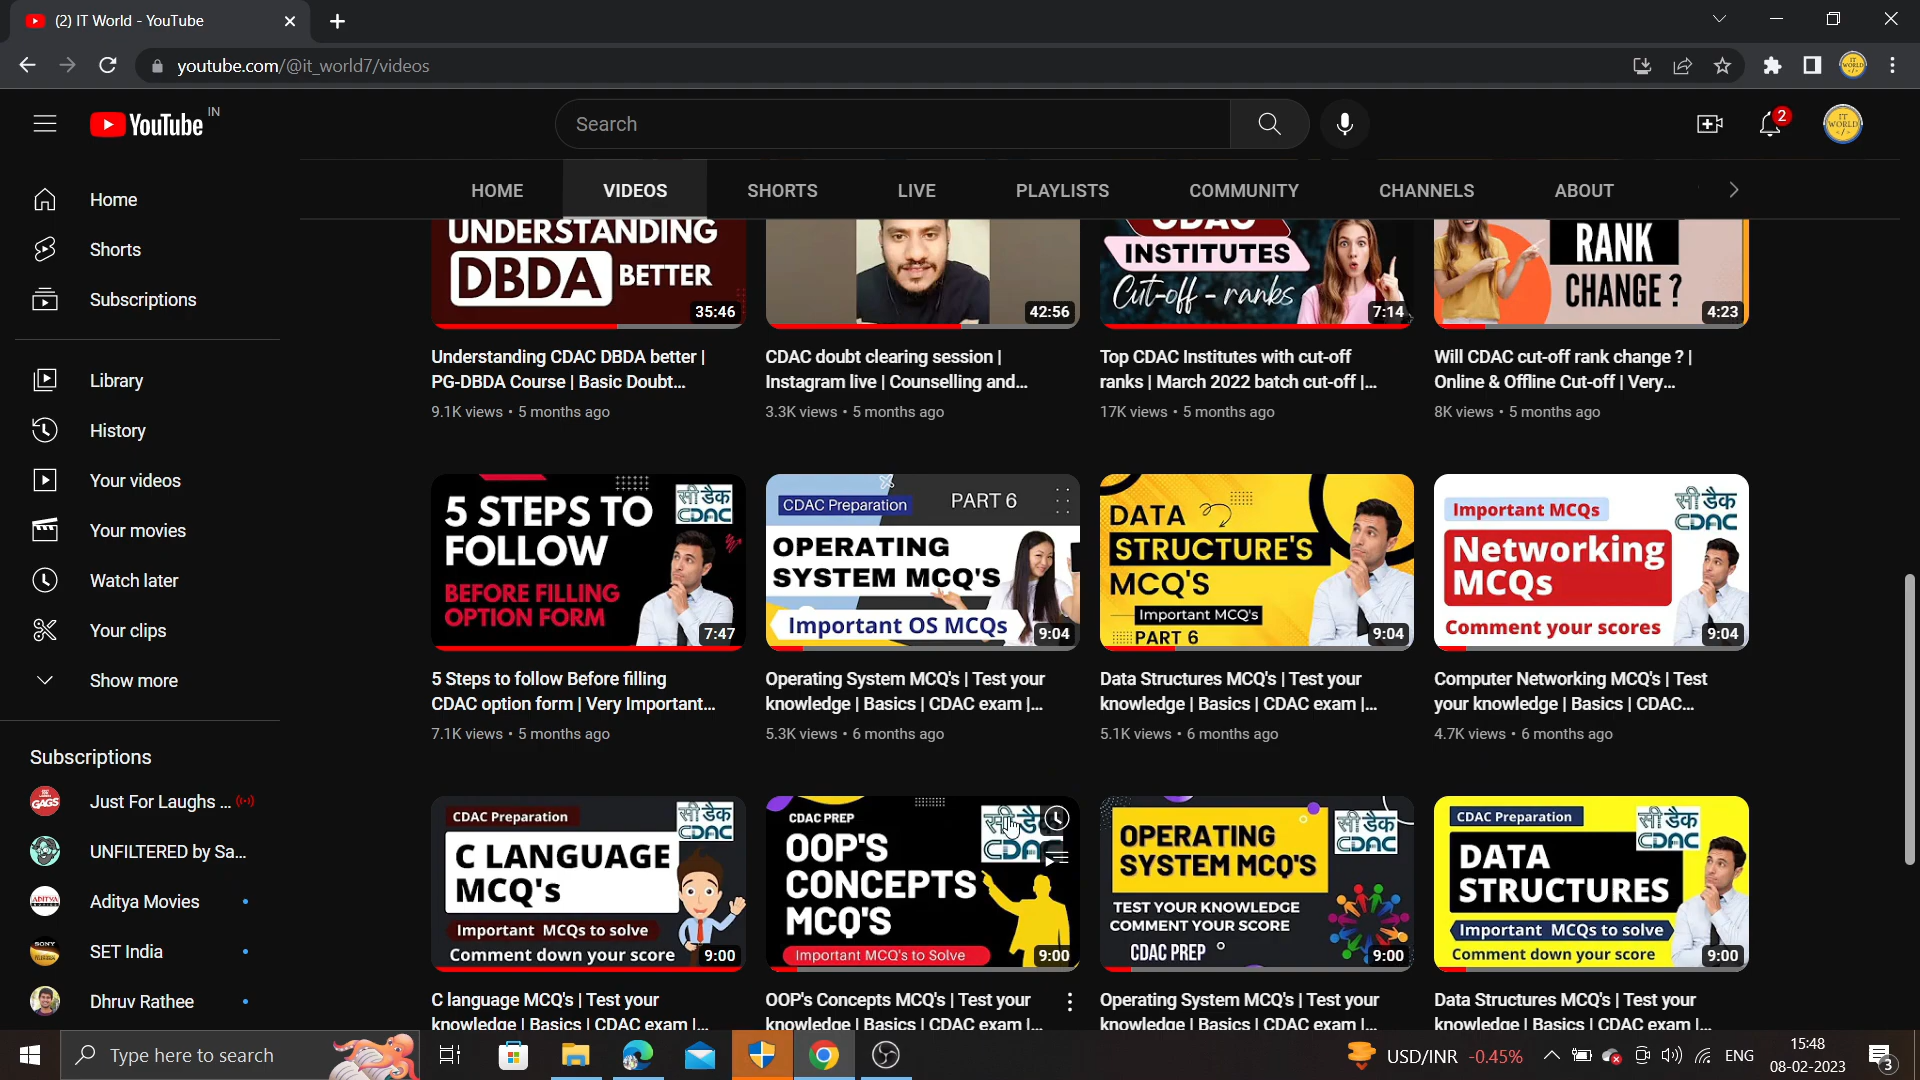 (2) IT World - YouTube
youtube.com/@it_world7/videos
YouTube IN
Search
2
IT WORLD
HOME VIDEOS SHORTS LIVE PLAYLISTS COMMUNITY CHANNELS ABOUT
Home
Shorts
Subscriptions
Library
History
Your videos
Your movies
Watch later
Your clips
Show more
Subscriptions
Just For Laughs ...
UNFILTERED by Sa...
Aditya Movies
SET India
Dhruv Rathee
UNDERSTANDING
DBDA BETTER
35:46
Understanding CDAC DBDA better |
PG-DBDA Course | Basic Doubt...
9.1K views • 5 months ago
42:56
CDAC doubt clearing session |
Instagram live | Counselling and...
3.3K views • 5 months ago
CDAC
INSTITUTES
Cut-off - ranks
7:14
Top CDAC Institutes with cut-off
ranks | March 2022 batch cut-off |...
17K views • 5 months ago
RANK
CHANGE ?
4:23
Will CDAC cut-off rank change ? |
Online & Offline Cut-off | Very...
8K views • 5 months ago
5 STEPS TO
FOLLOW
BEFORE FILLING
OPTION FORM
सी डैक
CDAC
7:47
5 Steps to follow Before filling
CDAC option form | Very Important...
7.1K views • 5 months ago
CDAC Preparation PART 6
OPERATING
SYSTEM MCQ'S
Important OS MCQs
9:04
Operating System MCQ's | Test your
knowledge | Basics | CDAC exam |...
5.3K views • 6 months ago
DATA
STRUCTURE'S
MCQ'S
Important MCQ's
PART 6
9:04
Data Structures MCQ's | Test your
knowledge | Basics | CDAC exam |...
5.1K views • 6 months ago
Important MCQs
सी डैक
CDAC
Networking
MCQs
Comment your scores
9:04
Computer Networking MCQ's | Test
your knowledge | Basics | CDAC...
4.7K views • 6 months ago
CDAC Preparation
सी डैक
CDAC
C LANGUAGE
MCQ's
Important MCQs to solve
Comment down your score
9:00
C language MCQ's | Test your
knowledge | Basics | CDAC exam |...
CDAC PREP
OOP'S
CONCEPTS
MCQ'S
Important MCQ's to Solve
9:00
OOP'S Concepts MCQ's | Test your
knowledge | Basics | CDAC exam |...
OPERATING
SYSTEM MCQ'S
सी डैक
CDAC
TEST YOUR KNOWLEDGE
COMMENT YOUR SCORE
CDAC PREP
9:00
Operating System MCQ's | Test your
knowledge | Basics | CDAC exam |...
CDAC Preparation
सी डैक
CDAC
DATA
STRUCTURES
Important MCQs to solve
Comment down your score
9:00
Data Structures MCQ's | Test your
knowledge | Basics | CDAC exam |...
Type here to search
USD/INR -0.45%
ENG
15:48
08-02-2023
3